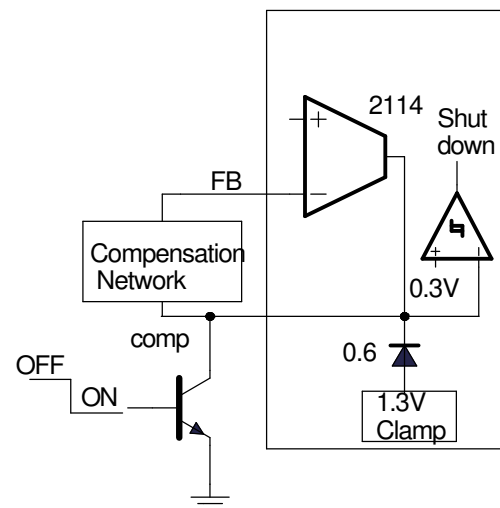 2114
Shut
down
+
FB
−
Compensation
Network
+ −
0.3V
comp
0.6
OFF
ON
1.3V
Clamp